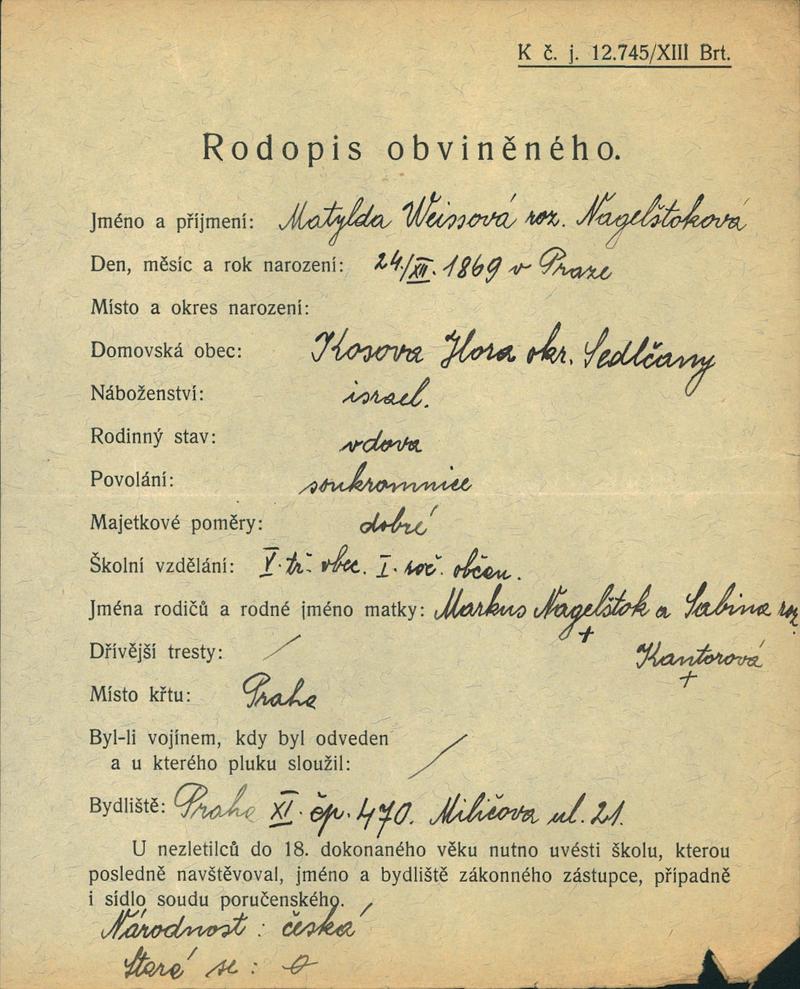 K č. j. 12.745/XIII Brt.
Rodopis obviněného.
Jméno a příjmení: Matylda Weissová roz. Nagelštoková
Den, měsíc a rok narození: 24./XII. 1869 v Praze
Místo a okres narození:
Domovská obec: Kosova Hora okr. Sedlčany
Náboženství: israel.
Rodinný stav: vdova
Povolání: soukromnice
Majetkové poměry: dobré
Školní vzdělání: V. tř. obec. I. roč. občan.
Jména rodičů a rodné jméno matky: Markus Nagelštok a Sabina roz.
Dřívější tresty: / + Kantorová +
Místo křtu: Praha
Byl-li vojínem, kdy byl odveden
a u kterého pluku sloužil: /
Bydliště: Praha XI. čp. 470. Miličova ul. 21.
U nezletilců do 18. dokonaného věku nutno uvésti školu, kterou
posledně navštěvoval, jméno a bydliště zákonného zástupce, případně
i sídlo soudu poručenského.
Národnost: česká
Stará se: 0